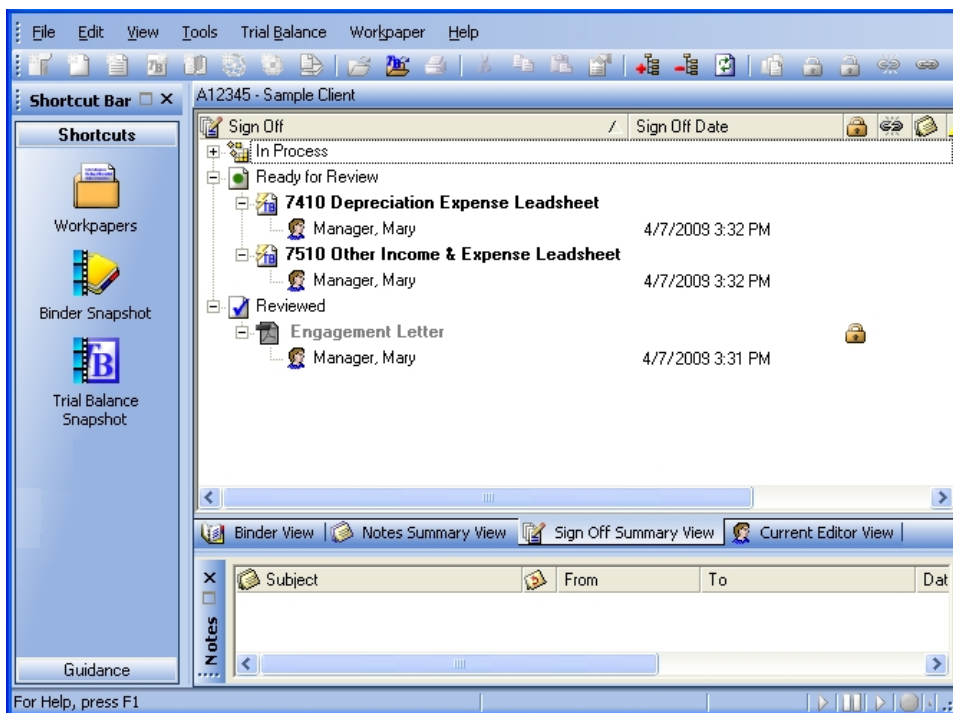 File Edit View Tools Trial Balance Workpaper Help
Shortcut Bar
A12345 - Sample Client
Shortcuts
Sign Off Sign Off Date
In Process
Ready for Review
Workpapers
7410 Depreciation Expense Leadsheet
Manager, Mary 4/7/2009 3:32 PM
7510 Other Income & Expense Leadsheet
Manager, Mary 4/7/2009 3:32 PM
Binder Snapshot
Reviewed
Engagement Letter
Manager, Mary 4/7/2009 3:31 PM
TB
Trial Balance
Snapshot
Binder View Notes Summary View Sign Off Summary View Current Editor View
Notes
Subject From To Dat
Guidance
For Help, press F1